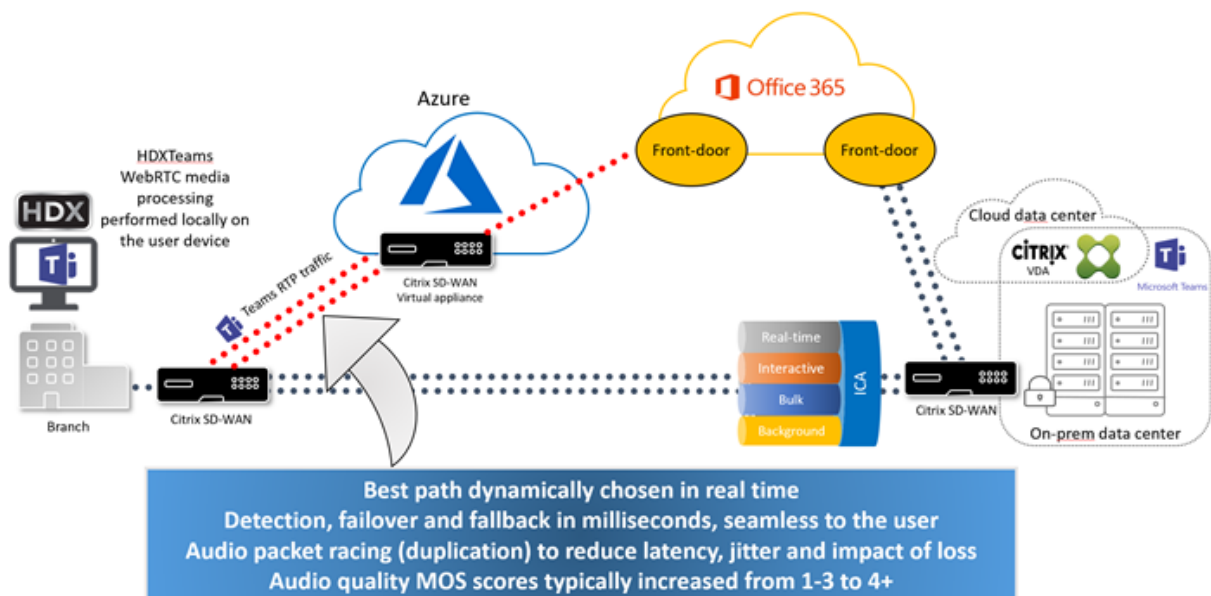 Office 365
Azure
Front-door
Front-door
HDXTeams
WebRTC media
processing
performed locally on
the user device
HDX
T
Teams RTP traffic
Citrix SD-WAN
Virtual appliance
Cloud data center
CİTRIX
VDA
Microsoft Teams
Real-time
Interactive
Bulk
Background
ICA
Branch
Citrix SD-WAN
Citrix SD-WAN
On-prem data center
Best path dynamically chosen in real time
Detection, failover and fallback in milliseconds, seamless to the user
Audio packet racing (duplication) to reduce latency, jitter and impact of loss
Audio quality MOS scores typically increased from 1-3 to 4+